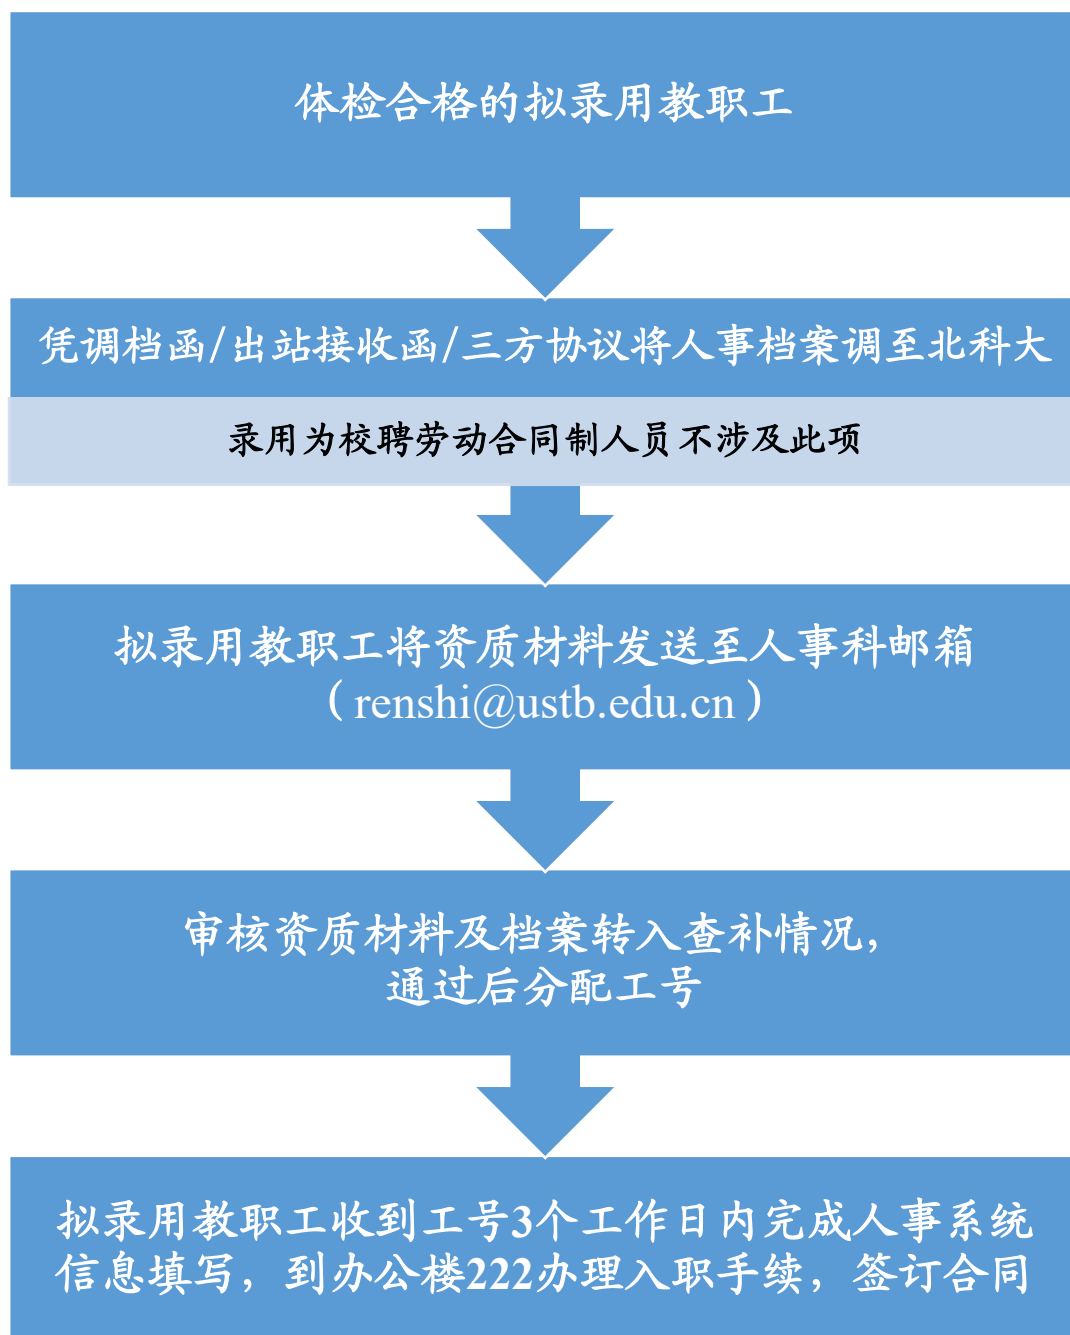 体检合格的拟录用教职工
凭调档函/出站接收函/三方协议将人事档案调至北科大
录用为校聘劳动合同制人员不涉及此项
拟录用教职工将资质材料发送至人事科邮箱
（renshi@ustb.edu.cn）
审核资质材料及档案转入查补情况，
通过后分配工号
拟录用教职工收到工号3个工作日内完成人事系统
信息填写，到办公楼222办理入职手续，签订合同